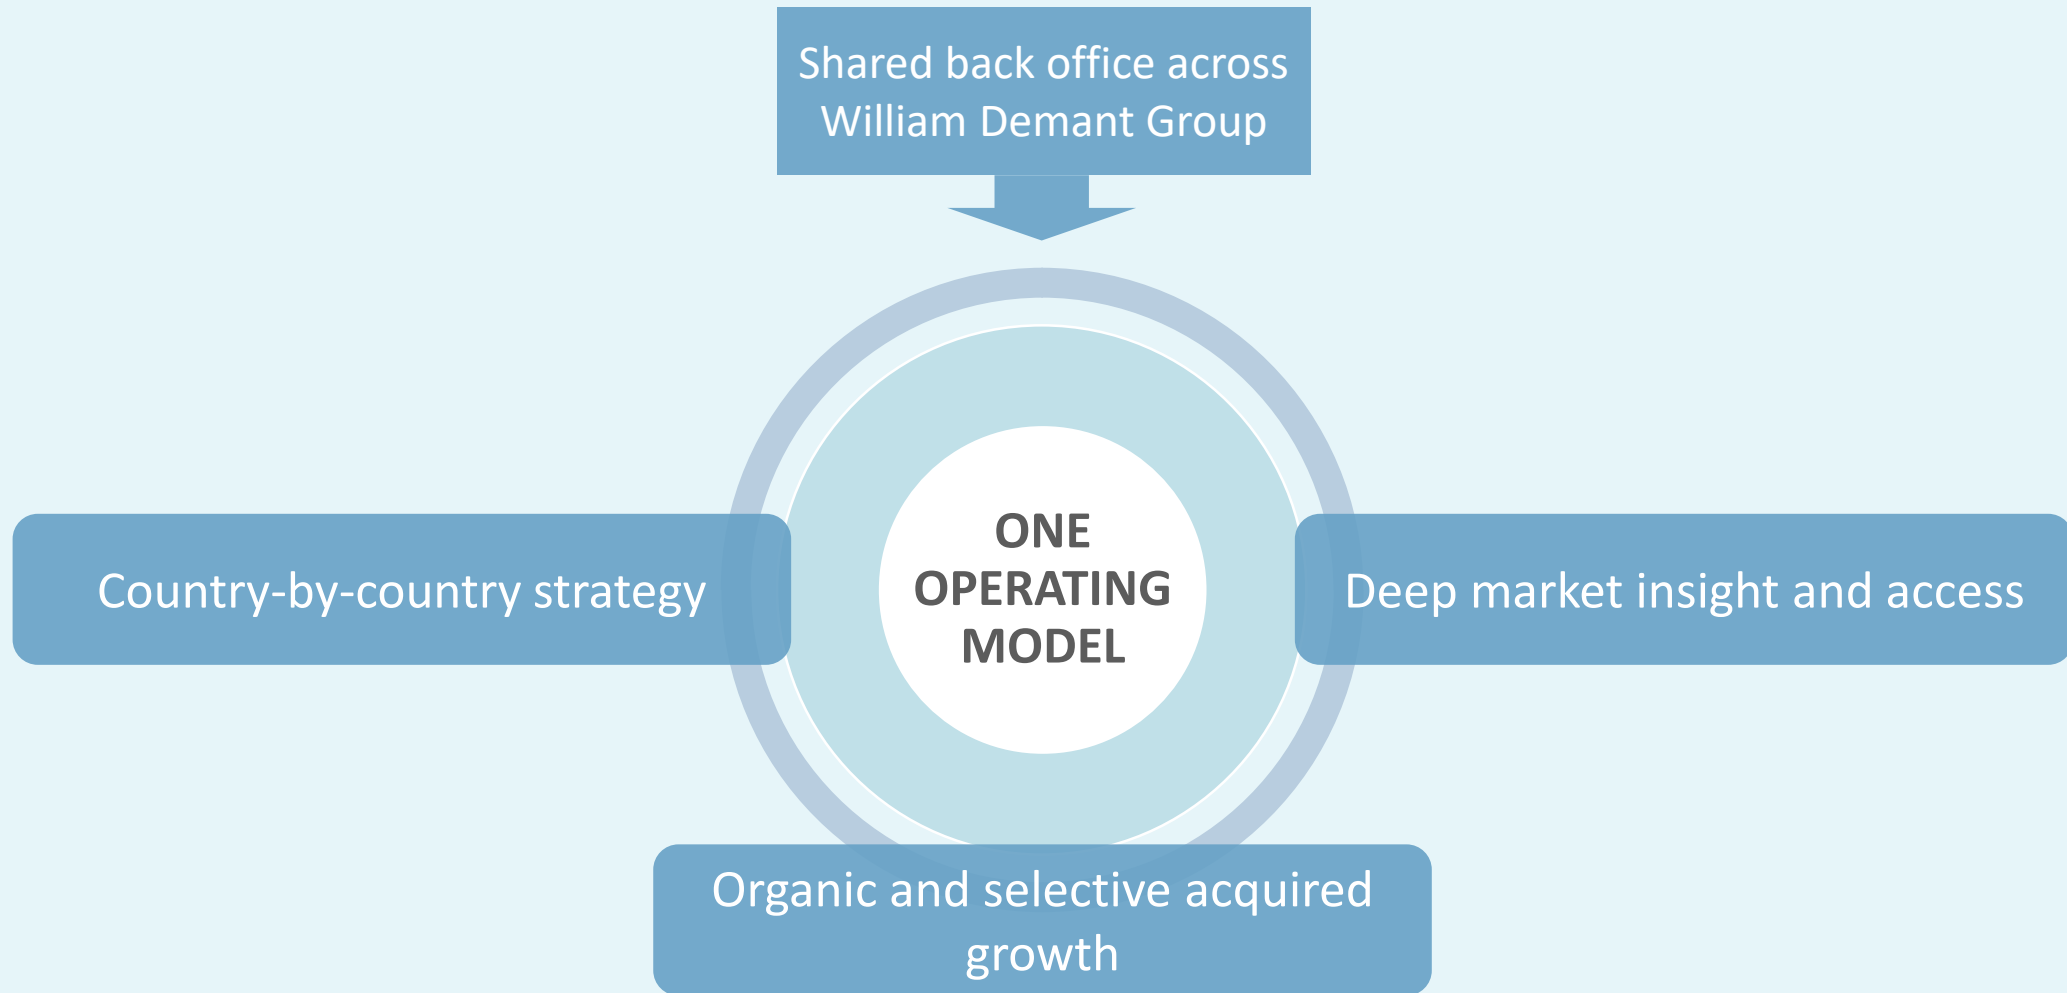 Shared back office across
William Demant Group
ONE
OPERATING
MODEL
Country-by-country strategy
Deep market insight and access
Organic and selective acquired
growth